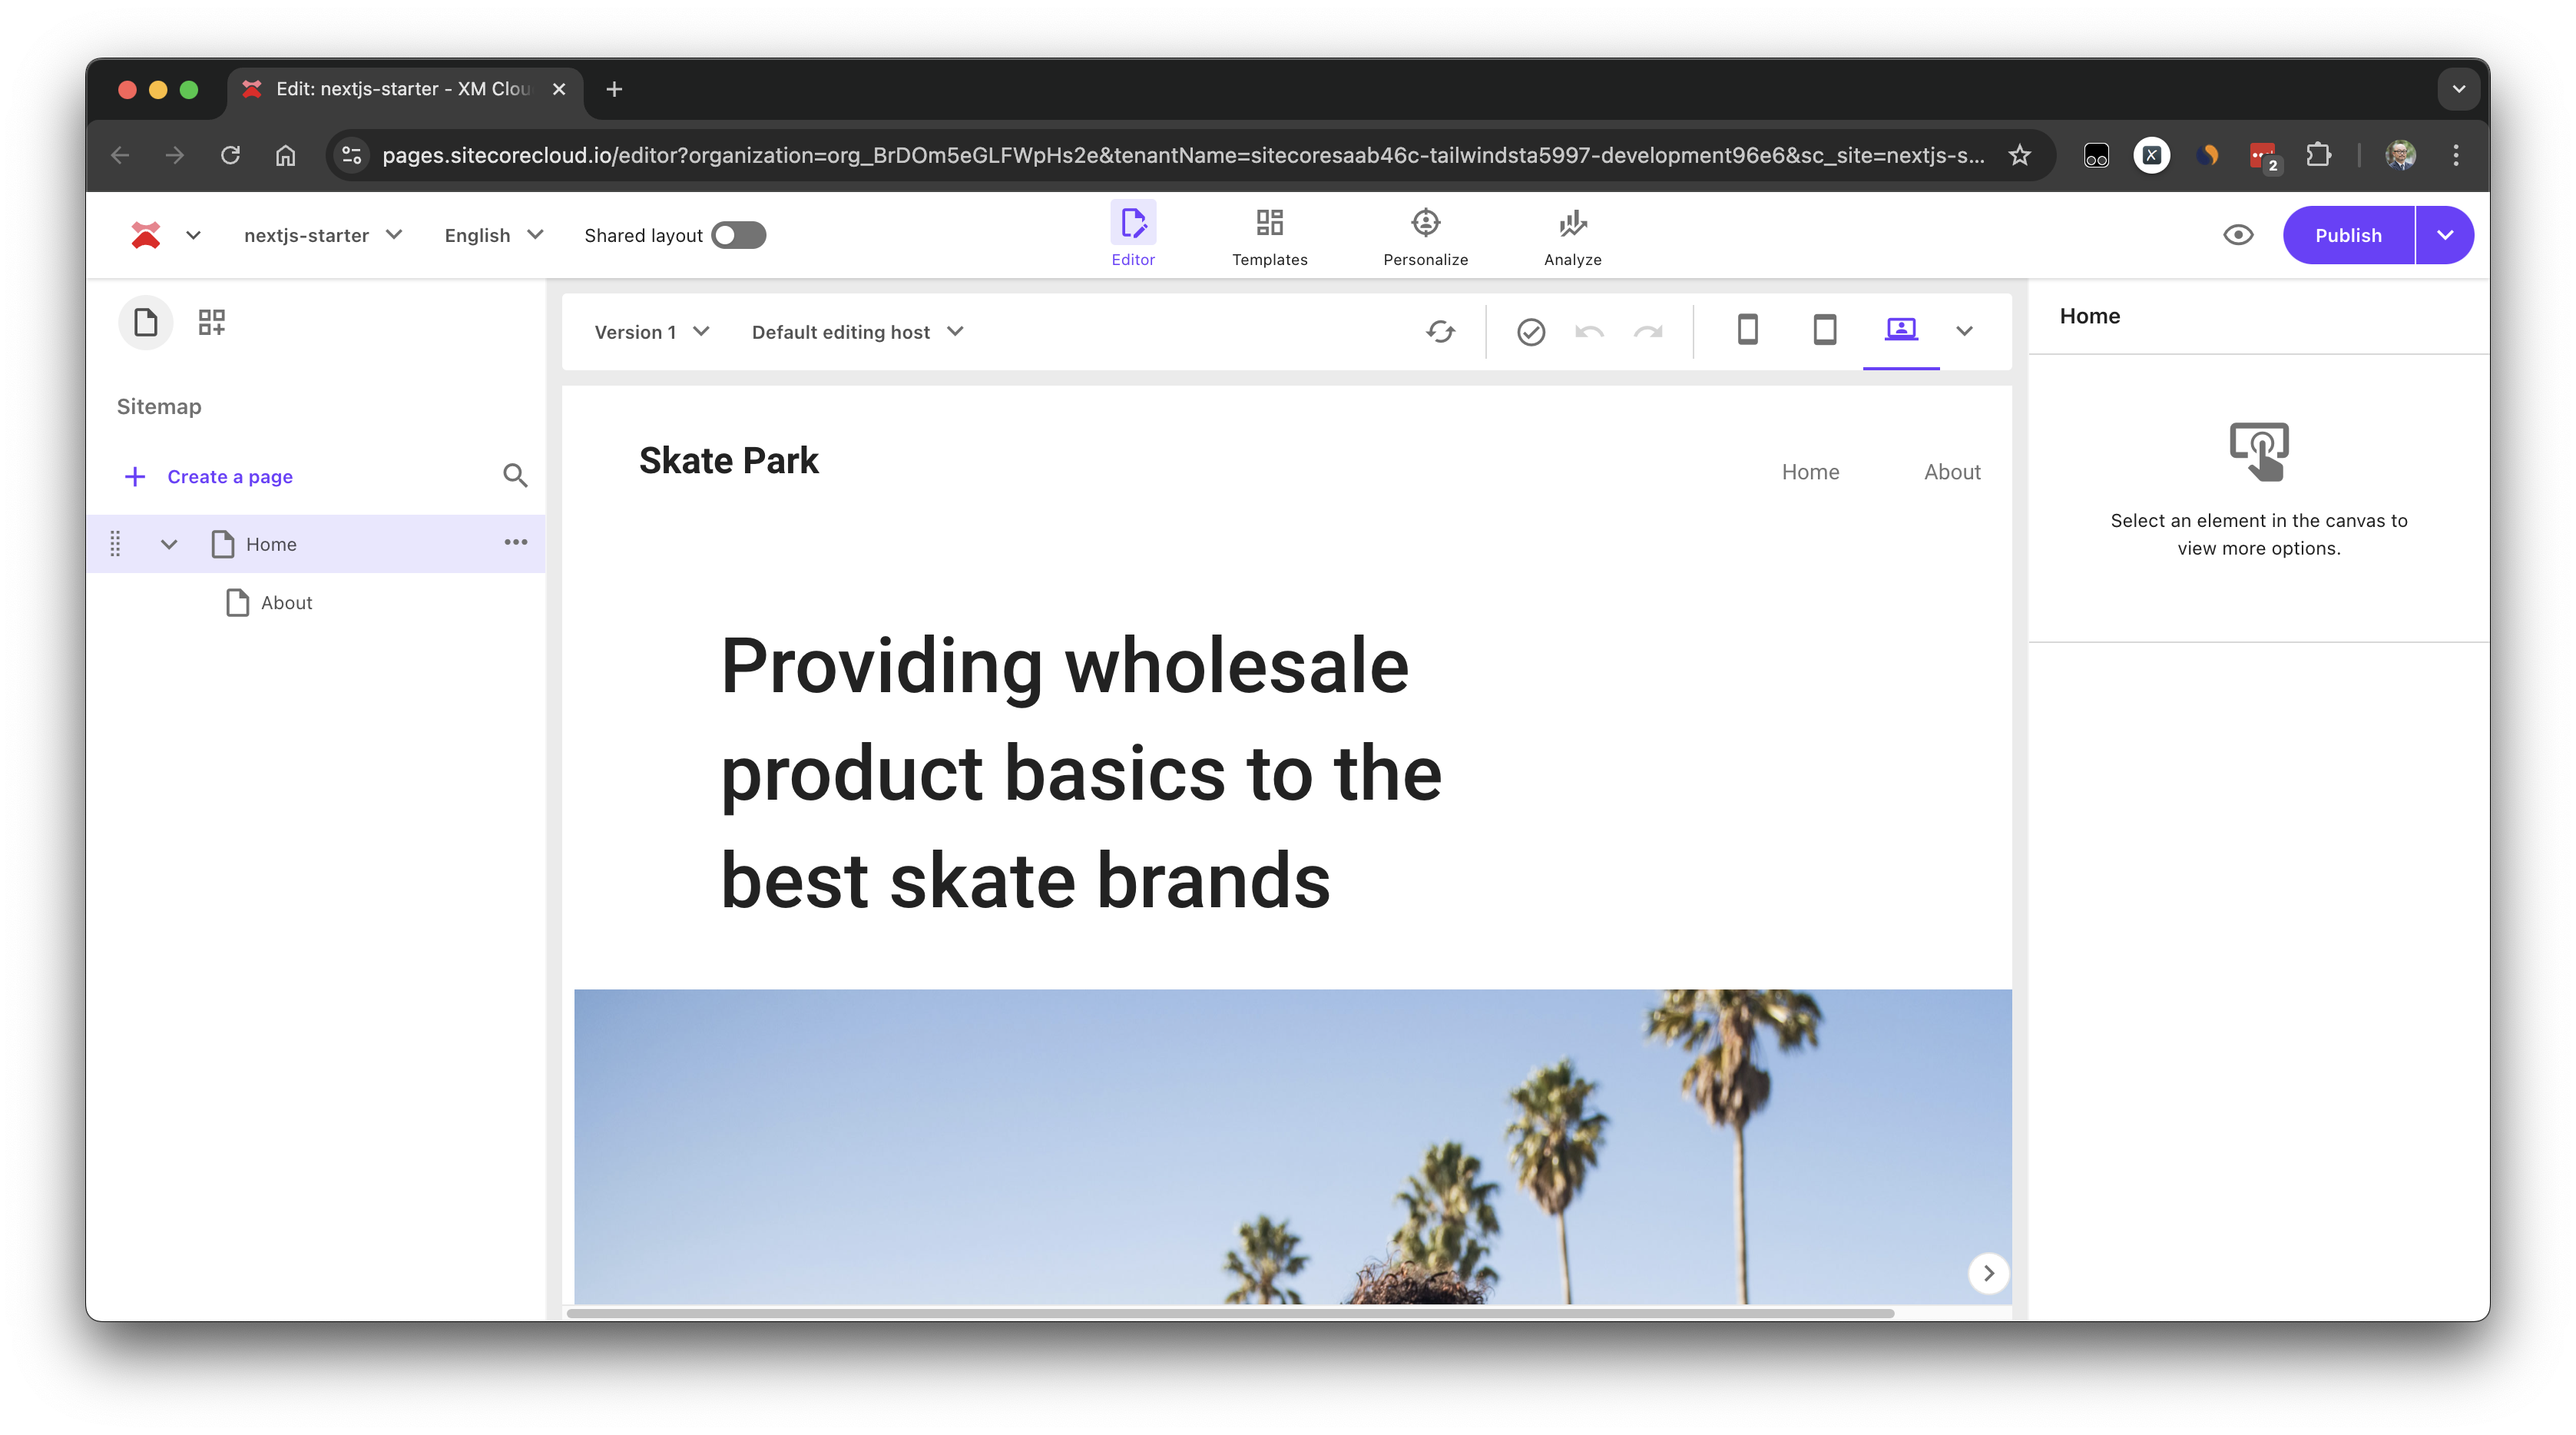 Edit: nextjs-starter - XM Clou
pages.sitecorecloud.io/editor?organization=org_BrDOm5eGLFWpHs2e&tenantName=sitecoresaab46c-tailwindsta5997-development96e6&sc_site=nextjs-s...
2
nextjs-starter
English
Shared layout
Editor
Templates
Personalize
Analyze
Publish
Sitemap
Create a page
Home
About
Version 1
Default editing host
Skate Park
Home
About
Providing wholesale
product basics to the
best skate brands
Home
Select an element in the canvas to
view more options.